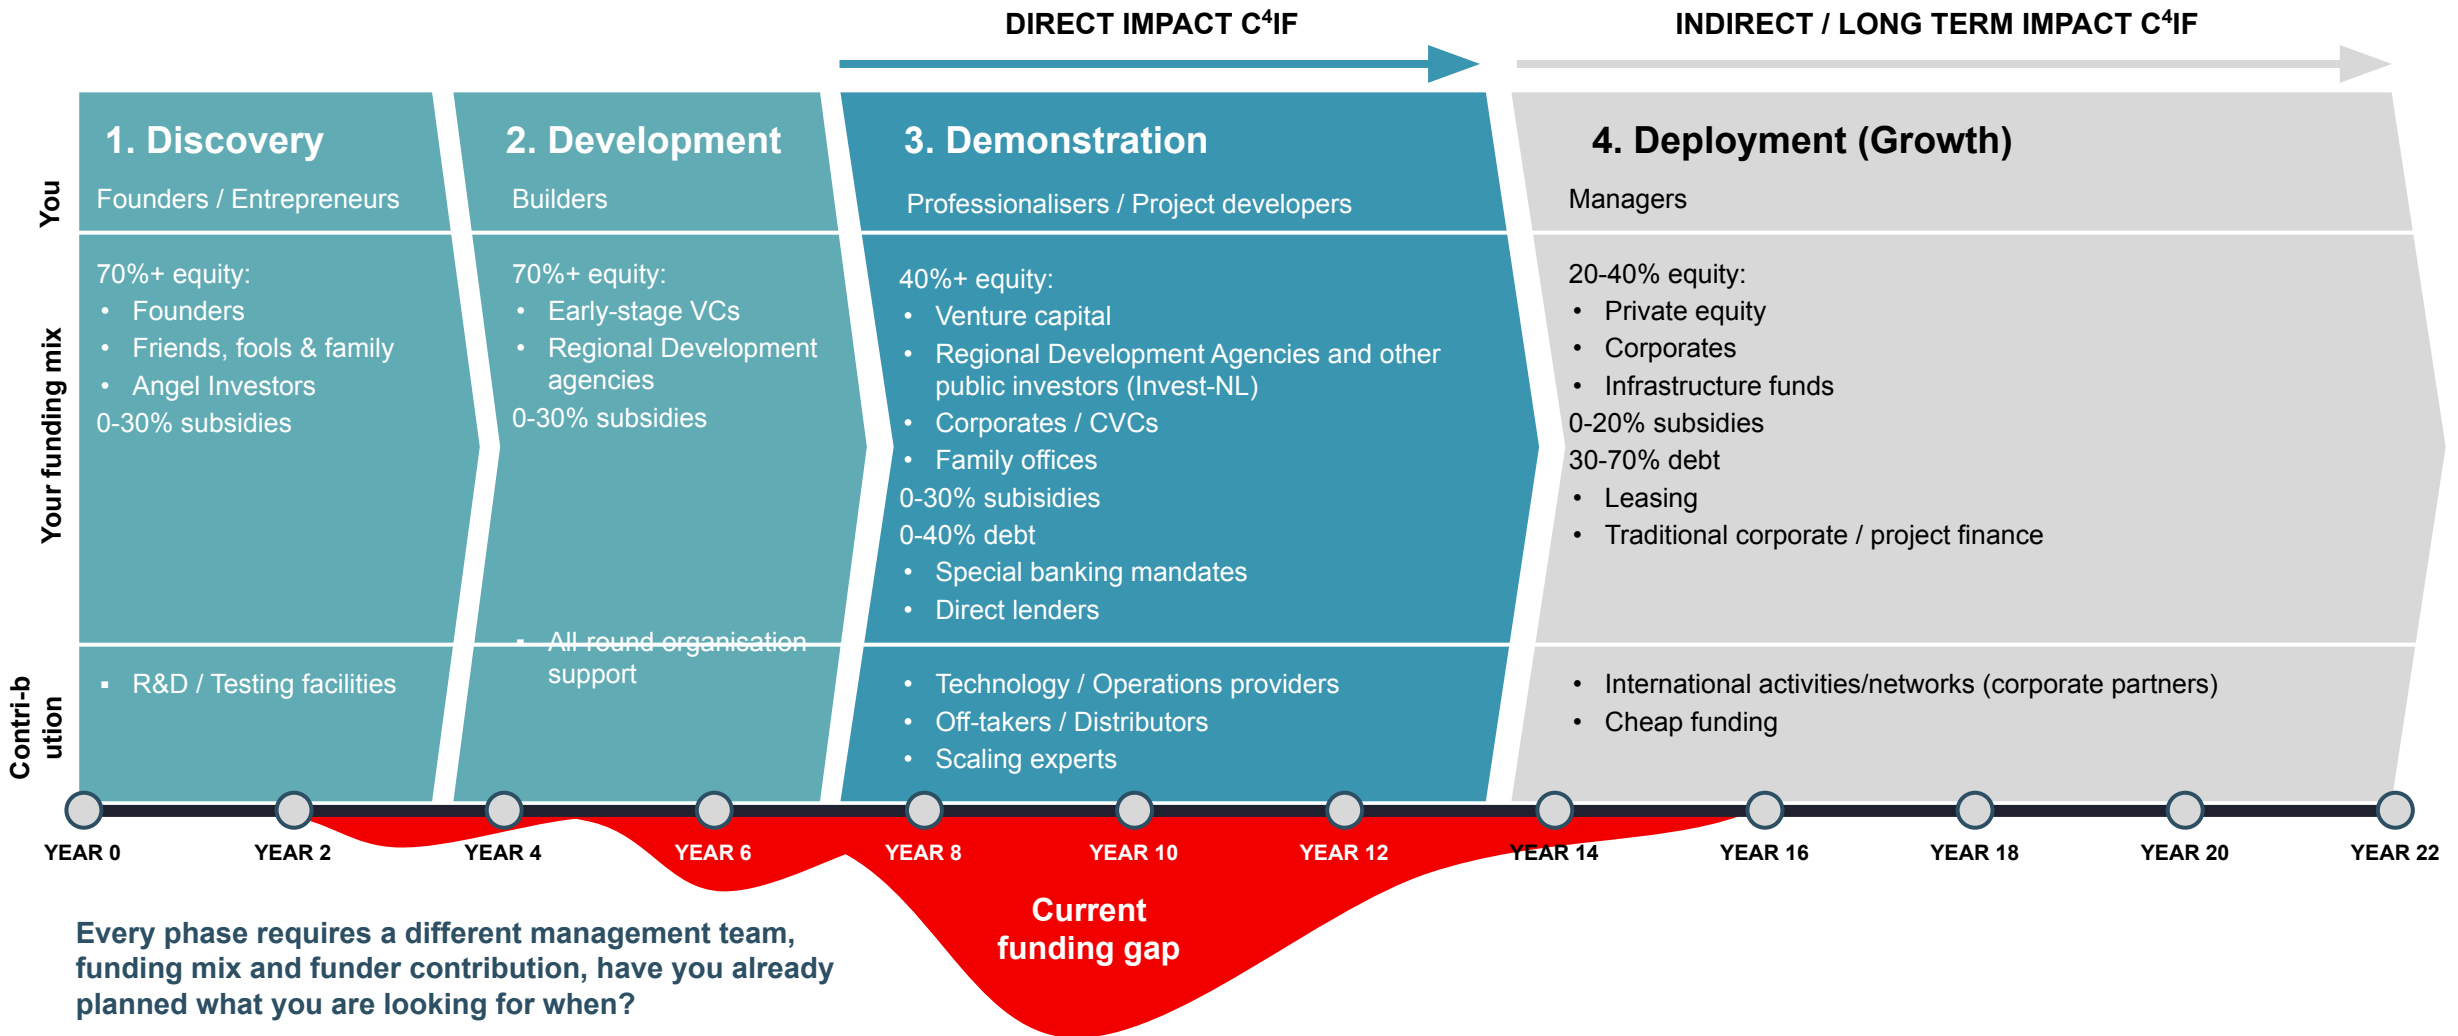 DIRECT IMPACT C⁴IF
INDIRECT / LONG TERM IMPACT C⁴IF
You
Your funding mix
Contri-b
ution
1. Discovery
Founders / Entrepreneurs
70%+ equity:
• Founders
• Friends, fools & family
• Angel Investors
0-30% subsidies
▪ R&D / Testing facilities
2. Development
Builders
70%+ equity:
• Early-stage VCs
• Regional Development
agencies
0-30% subsidies
▪ All-round organisation
support
3. Demonstration
Professionalisers / Project developers
40%+ equity:
• Venture capital
• Regional Development Agencies and other
public investors (Invest-NL)
• Corporates / CVCs
• Family offices
0-30% subisidies
0-40% debt
• Special banking mandates
• Direct lenders
• Technology / Operations providers
• Off-takers / Distributors
• Scaling experts
4. Deployment (Growth)
Managers
20-40% equity:
• Private equity
• Corporates
• Infrastructure funds
0-20% subsidies
30-70% debt
• Leasing
• Traditional corporate / project finance
• International activities/networks (corporate partners)
• Cheap funding
YEAR 0
YEAR 2
YEAR 4
YEAR 6
YEAR 8
YEAR 10
YEAR 12
YEAR 14
YEAR 16
YEAR 18
YEAR 20
YEAR 22
Current
funding gap
Every phase requires a different management team,
funding mix and funder contribution, have you already
planned what you are looking for when?